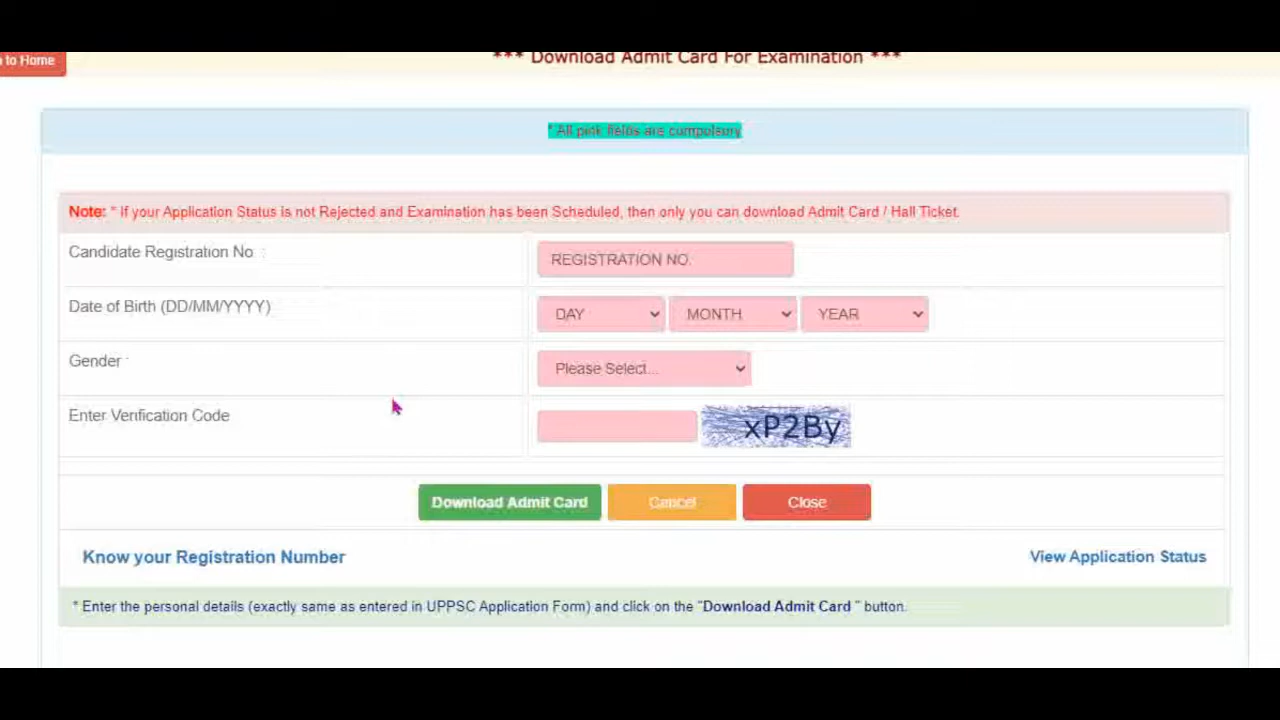 to Home
*** Download Admit Card For Examination ***
* All pink fields are compulsory
Note: * If your Application Status is not Rejected and Examination has been Scheduled, then only you can download Admit Card / Hall Ticket.
Candidate Registration No :
REGISTRATION NO.
Date of Birth (DD/MM/YYYY)
DAY MONTH YEAR
Gender :
Please Select...
Enter Verification Code
xP2By
Download Admit Card Cancel Close
Know your Registration Number View Application Status
* Enter the personal details (exactly same as entered in UPPSC Application Form) and click on the "Download Admit Card " button.